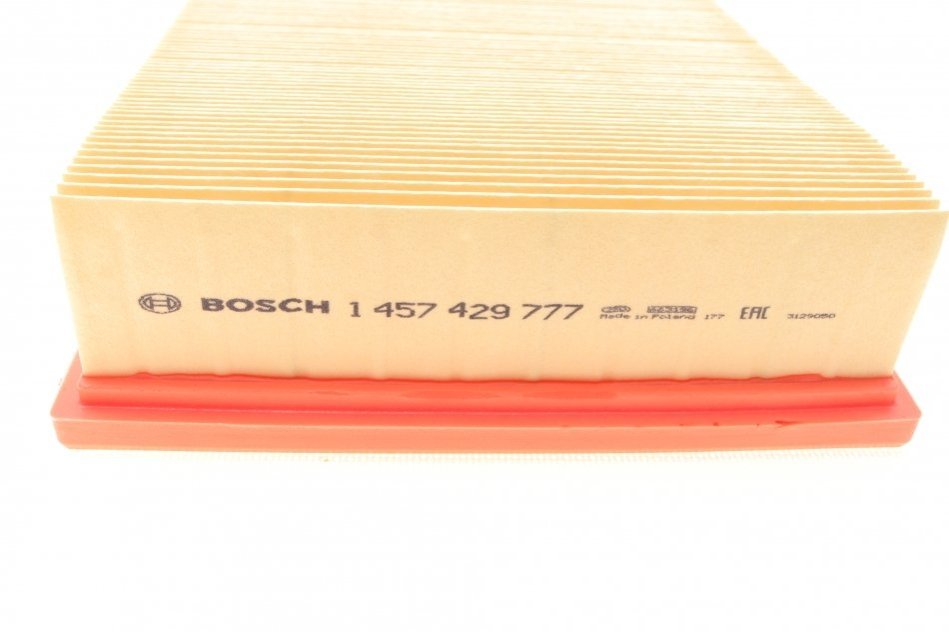 BOSCH 1 457 429 777
Made in Poland 177 EAC 3129050